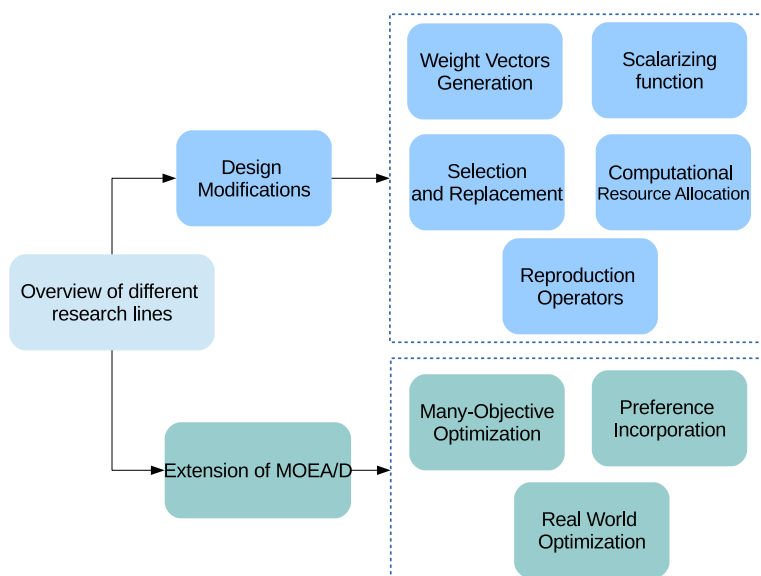 Weight Vectors
Generation
Scalarizing
function
Design
Modifications
Selection
and Replacement
Computational
Resource Allocation
Reproduction
Operators
Overview of different
research lines
Many-Objective
Optimization
Preference
Incorporation
Extension of MOEA/D
Real World
Optimization